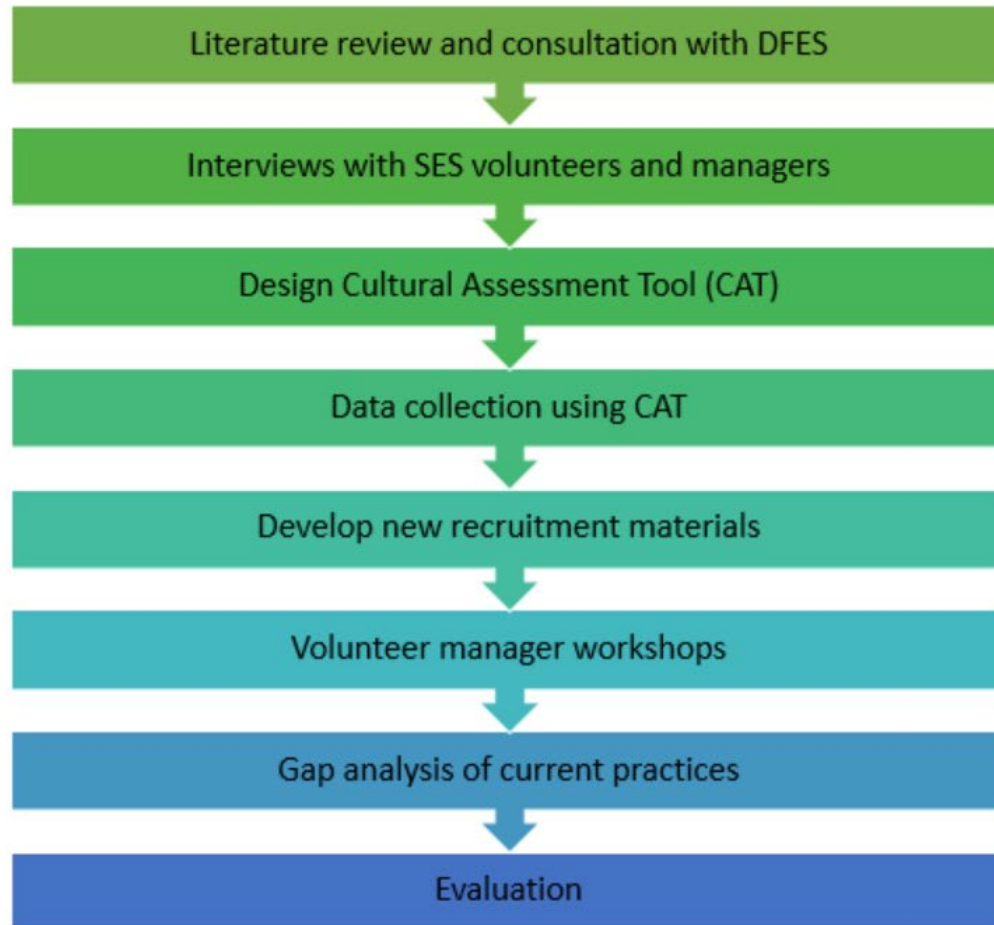 Literature review and consultation with DFES
Interviews with SES volunteers and managers
Design Cultural Assessment Tool (CAT)
Data collection using CAT
Develop new recruitment materials
Volunteer manager workshops
Gap analysis of current practices
Evaluation